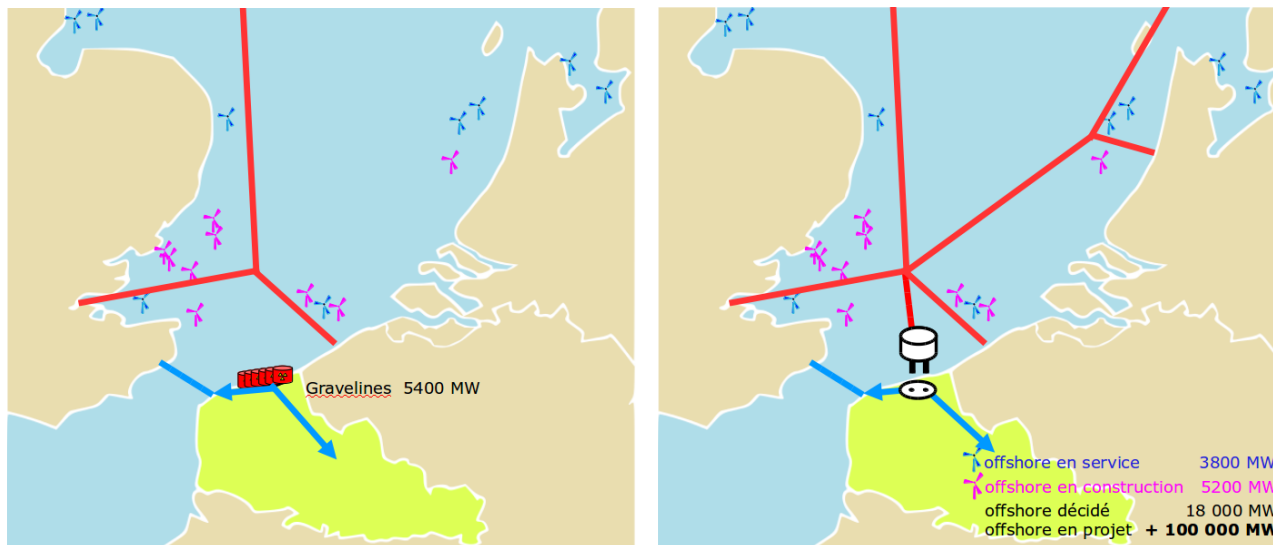 Gravelines 5400 MW
offshore en service 3800 MW
offshore en construction 5200 MW
offshore décidé 18 000 MW
offshore en projet + 100 000 MW